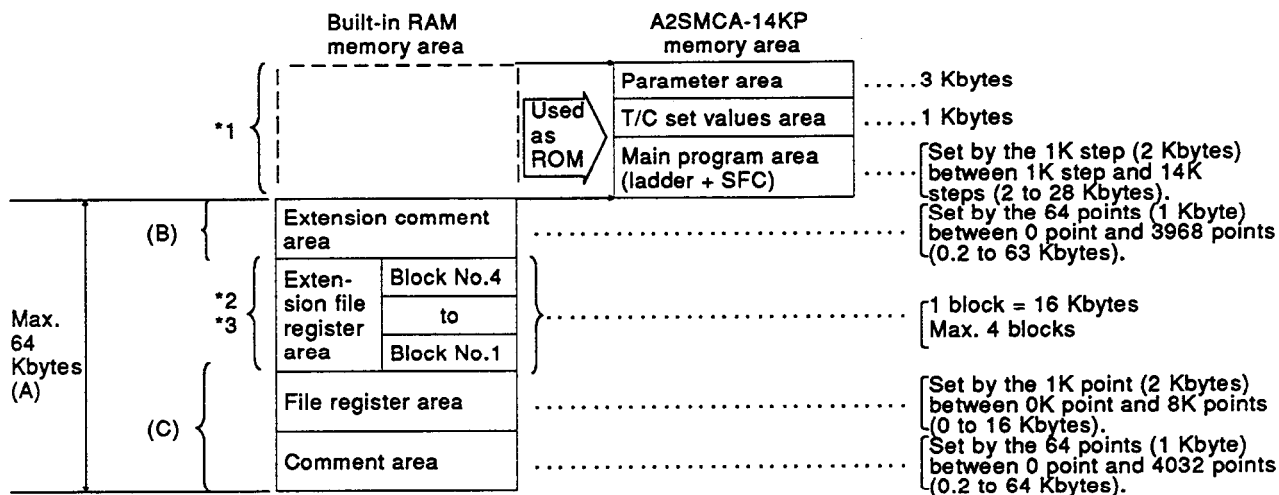 Built-in RAM
memory area
A2SMCA-14KP
memory area
*1
Used
as
ROM
Parameter area
.....3 Kbytes
T/C set values area
.....1 Kbytes
Main program area
(ladder + SFC)
Set by the 1K step (2 Kbytes)
between 1K step and 14K
steps (2 to 28 Kbytes).
(B)
Extension comment
area
Set by the 64 points (1 Kbyte)
between 0 point and 3968 points
(0.2 to 63 Kbytes).
Max.
64
Kbytes
(A)
*2
*3
Exten-
sion file
register
area
Block No.4
to
Block No.1
1 block = 16 Kbytes
Max. 4 blocks
(C)
File register area
Set by the 1K point (2 Kbytes)
between 0K point and 8K points
(0 to 16 Kbytes).
Comment area
Set by the 64 points (1 Kbyte)
between 0 point and 4032 points
(0.2 to 64 Kbytes).